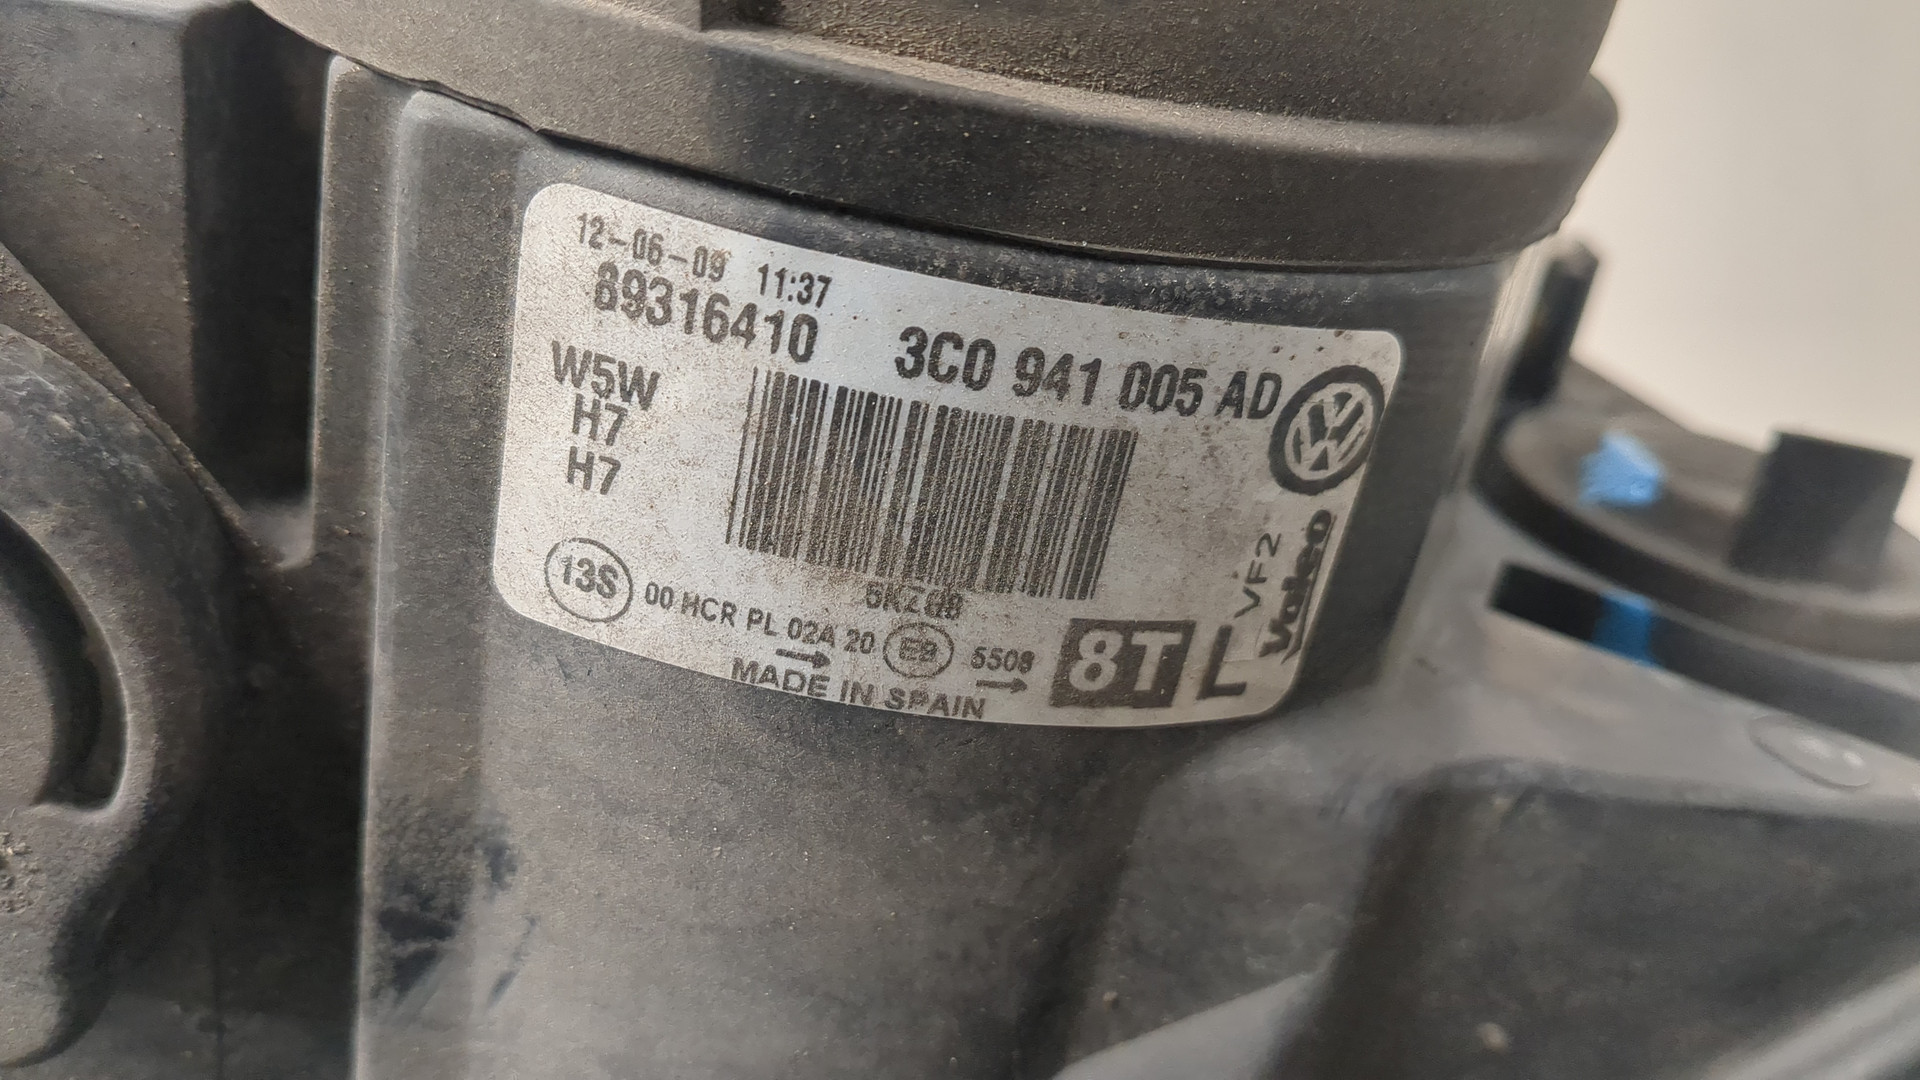 12-06-09 11:37
89316410 3C0 941 005 AD
W5W
H7
H7
13S 00 HCR PL 02A 20 E9 5508
MADE IN SPAIN
8T L
VF2
Valeo